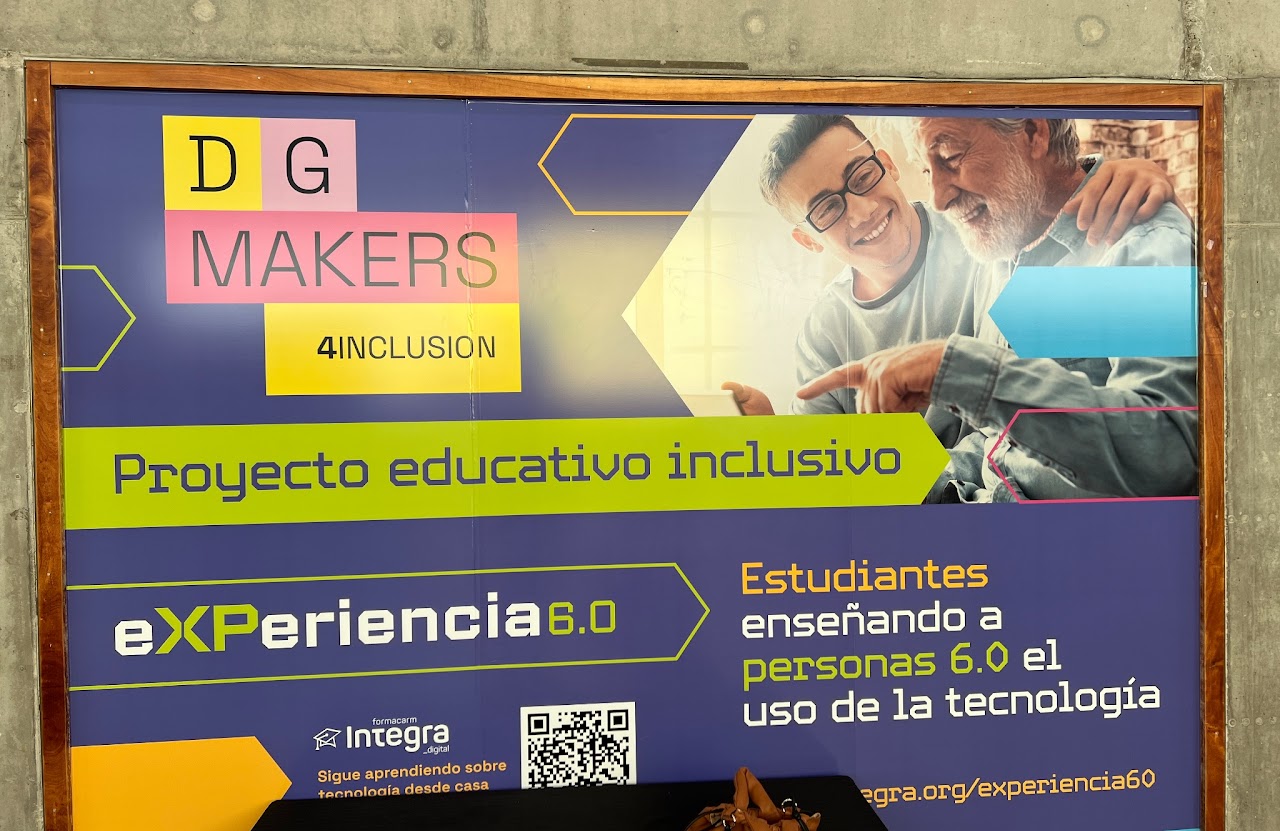 D G
MAKERS
4INCLUSION
Proyecto educativo inclusivo
eXPeriencia6.0
Estudiantes
enseñando a
personas 6.0 el
uso de la tecnología
formacarm
Integra
_digital
Sigue aprendiendo sobre
tecnología desde casa
egra.org/experiencia60